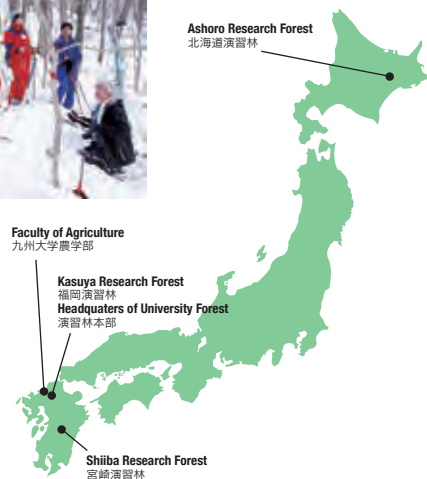 Ashoro Research Forest
北海道演習林
Faculty of Agriculture
九州大学農学部
Kasuya Research Forest
福岡演習林
Headquaters of University Forest
演習林本部
Shiiba Research Forest
宮崎演習林